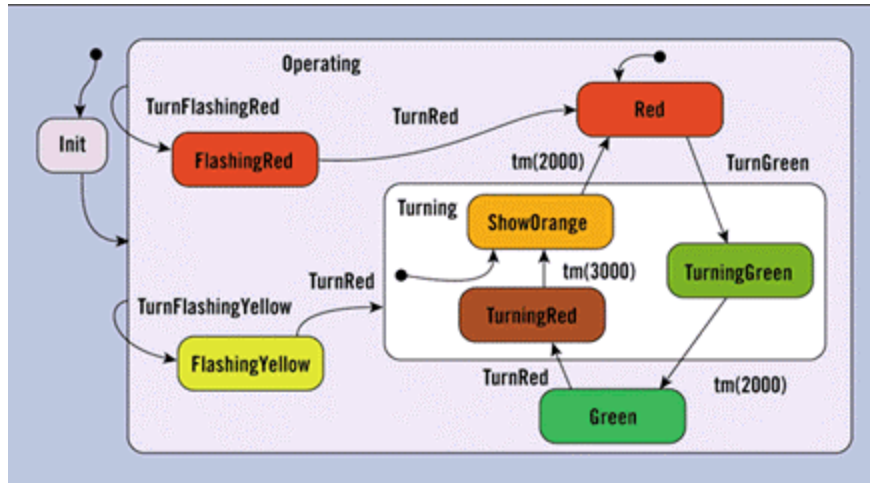 Operating
TurnFlashingRed
Init
FlashingRed
TurnRed
Red
tm(2000)
TurnGreen
Turning
ShowOrange
TurningGreen
tm(3000)
TurnRed
TurnFlashingYellow
TurningRed
FlashingYellow
TurnRed
tm(2000)
Green